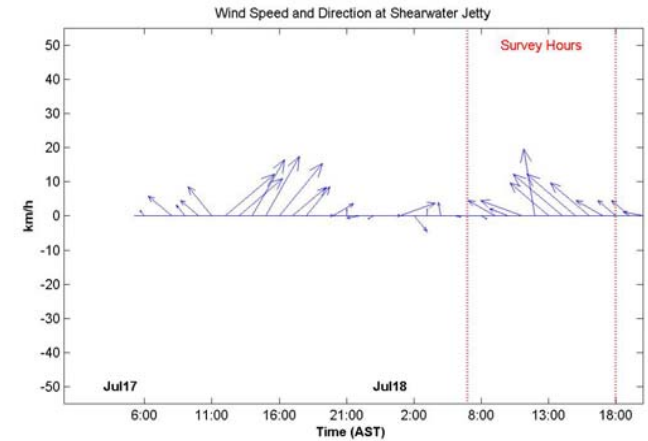 Wind Speed and Direction at Shearwater Jetty
Survey Hours
50
40
30
20
10
0
-10
-20
-30
-40
-50
km/h
Jul17
Jul18
6:00 11:00 16:00 21:00 2:00 8:00 13:00 18:00
Time (AST)